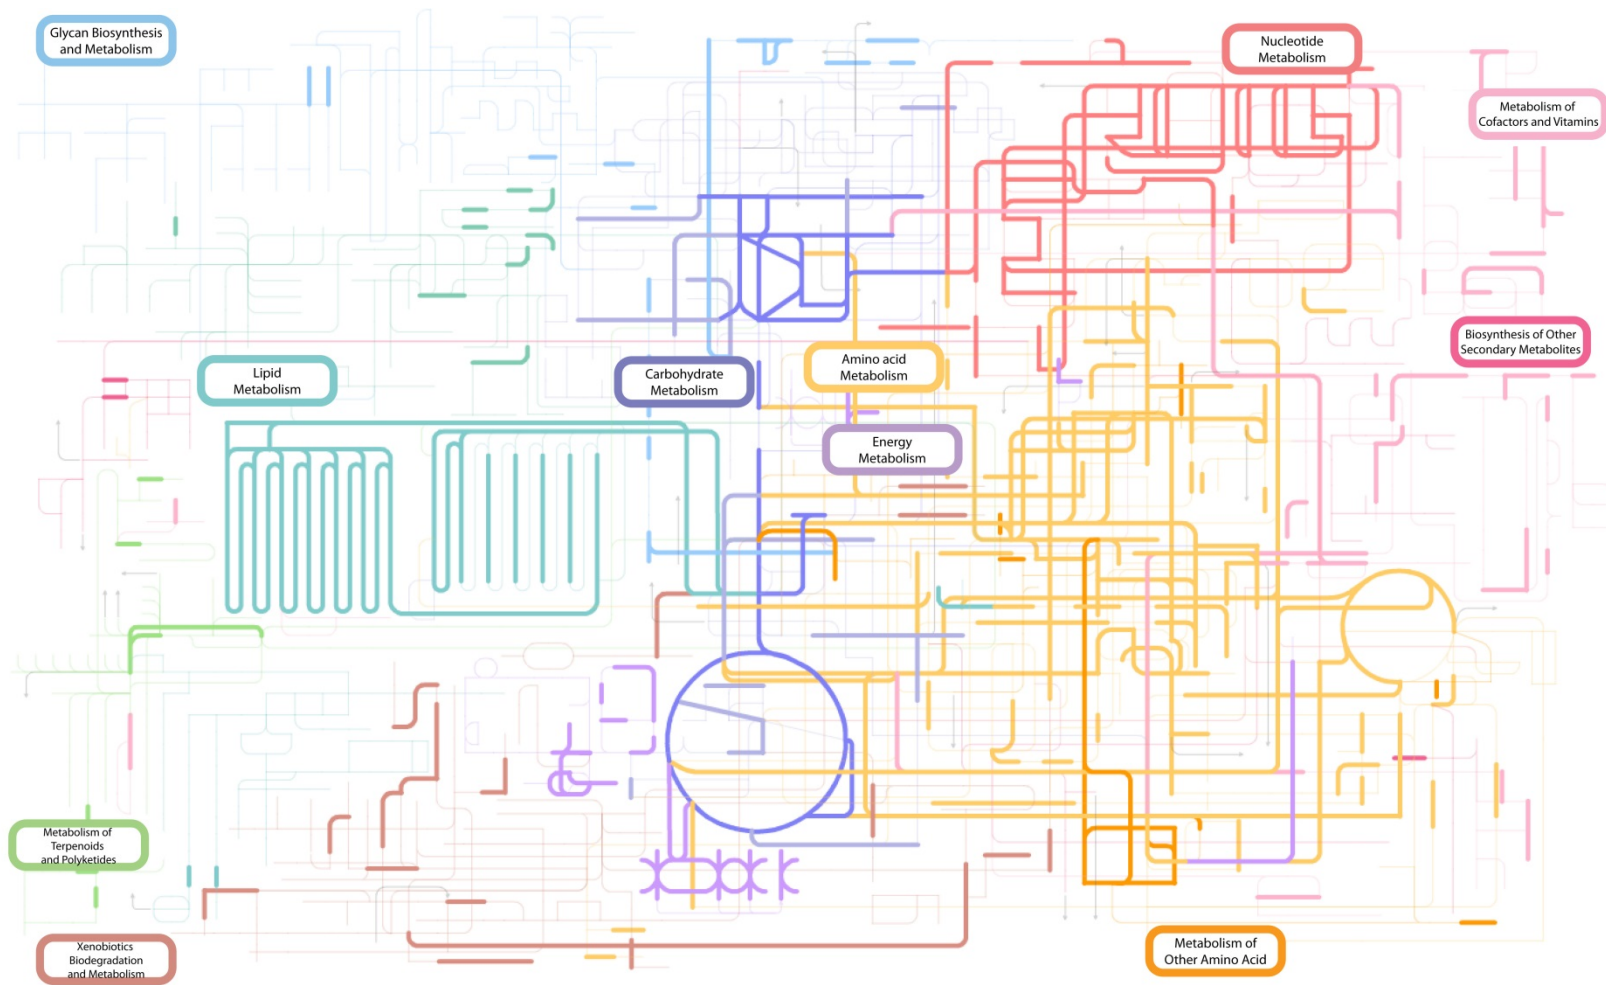 Glycan Biosynthesis
and Metabolism
Nucleotide
Metabolism
Metabolism of
Cofactors and Vitamins
Biosynthesis of Other
Secondary Metabolites
Lipid
Metabolism
Carbohydrate
Metabolism
Amino acid
Metabolism
Energy
Metabolism
Metabolism of
Terpenoids
and Polyketides
Xenobiotics
Biodegradation
and Metabolism
Metabolism of
Other Amino Acid